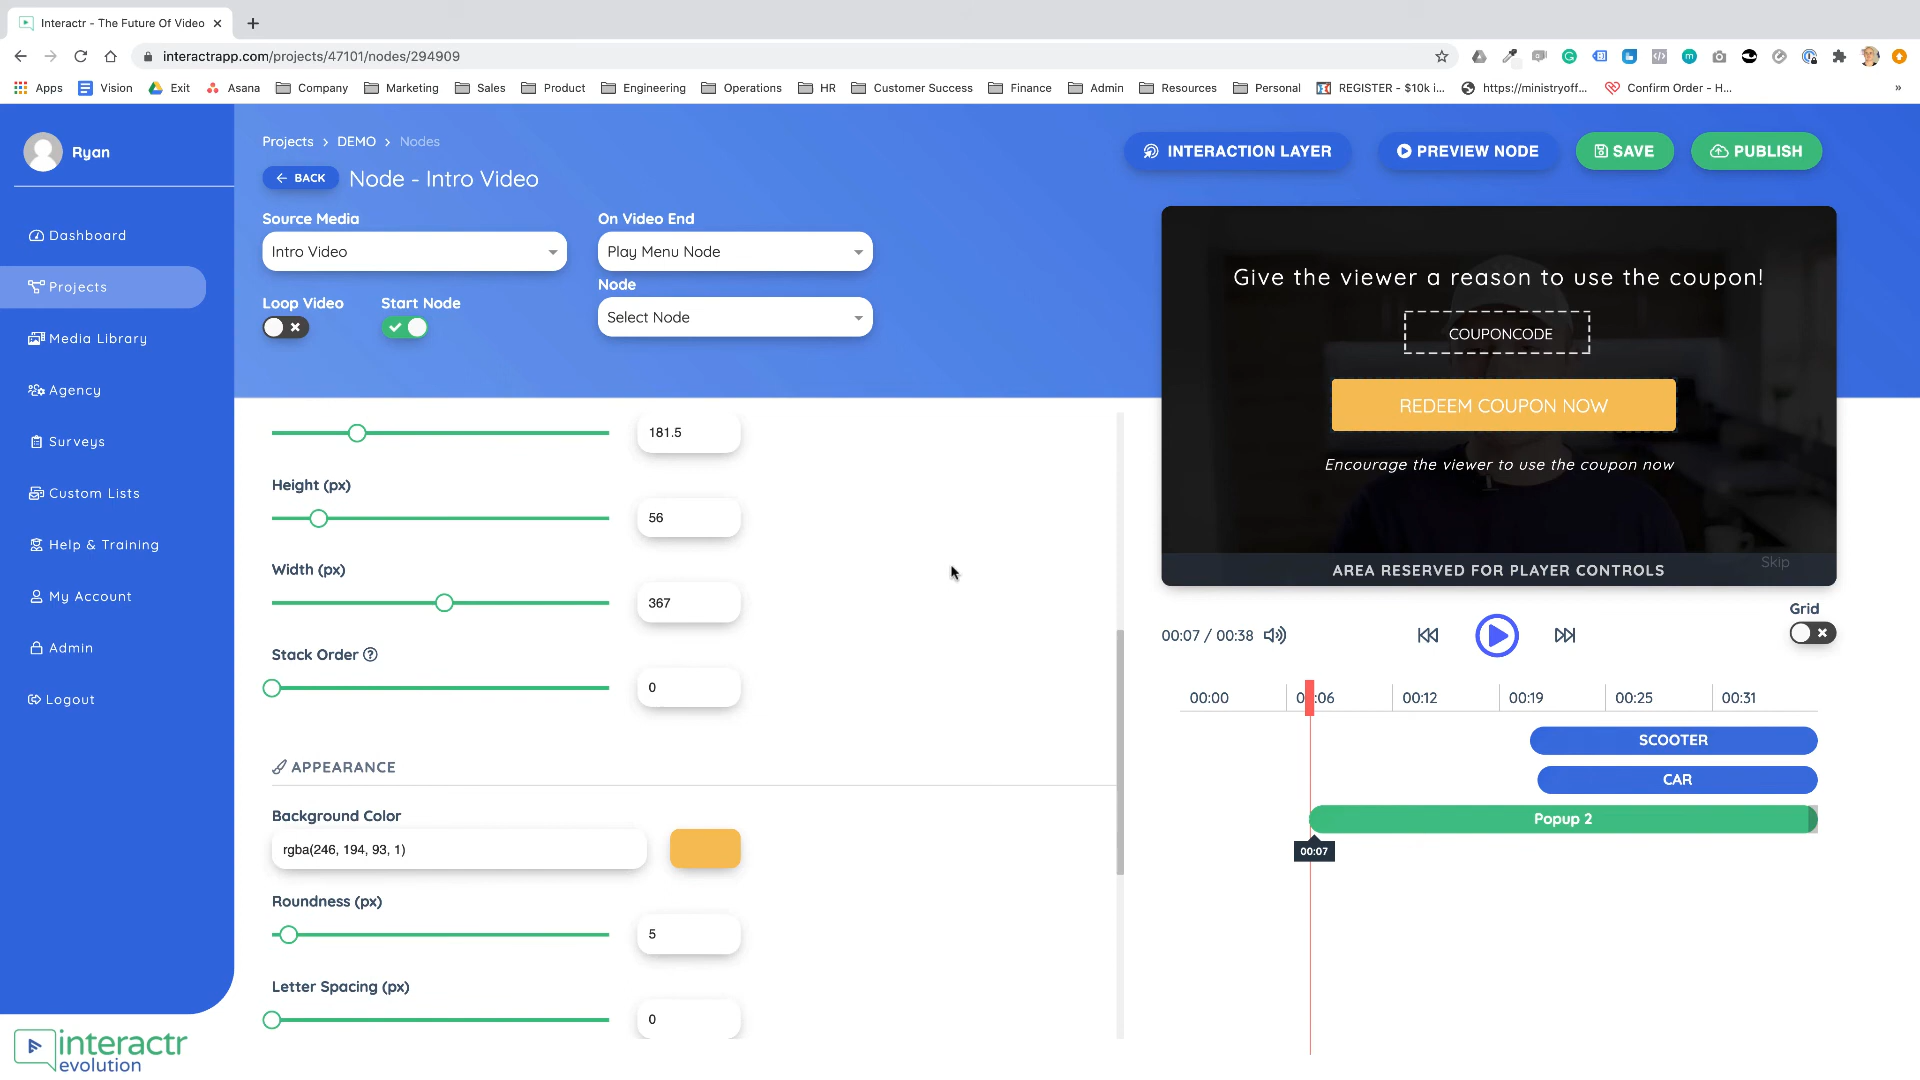 Interactr - The Future Of Video
interactrapp.com/projects/47101/nodes/294909
Apps
Vision
Exit
Asana
Company
Marketing
Sales
Product
Engineering
Operations
HR
Customer Success
Finance
Admin
Resources
Personal
REGISTER - $10k i...
https://ministryoff...
Confirm Order - H...
»
Ryan
Dashboard
Projects
Media Library
Agency
Surveys
Custom Lists
Help & Training
My Account
Admin
Logout
interactr
evolution
Projects > DEMO > Nodes
BACK
Node - Intro Video
INTERACTION LAYER
PREVIEW NODE
SAVE
PUBLISH
Source Media
Intro Video
On Video End
Play Menu Node
Loop Video
Start Node
Node
Select Node
181.5
Height (px)
56
Width (px)
367
Stack Order ?
0
APPEARANCE
Background Color
rgba(246, 194, 93, 1)
Roundness (px)
5
Letter Spacing (px)
0
Give the viewer a reason to use the coupon!
COUPONCODE
REDEEM COUPON NOW
Encourage the viewer to use the coupon now
Skip
AREA RESERVED FOR PLAYER CONTROLS
00:07 / 00:38
Grid
00:00
00:06
00:12
00:19
00:25
00:31
SCOOTER
CAR
Popup 2
00:07